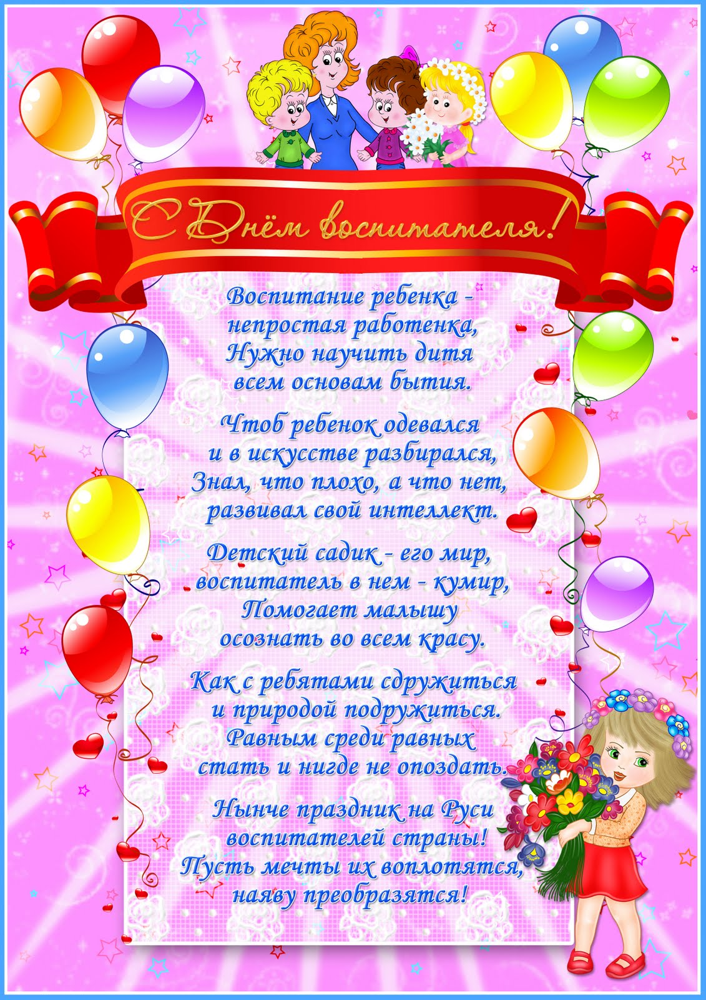 С Днём воспитателя!
Воспитание ребенка -
непростая работенка,
Нужно научить дитя
всем основам бытия.
Чтоб ребенок одевался
и в искусстве разбирался,
Знал, что плохо, а что нет,
развивал свой интеллект.
Детский садик - его мир,
воспитатель в нем - кумир,
Помогает малышу
осознать во всем красу.
Как с ребятами сдружиться
и природой подружиться.
Равным среди равных
стать и нигде не опоздать.
Нынче праздник на Руси
воспитателей страны!
Пусть мечты их воплотятся,
наяву преобразятся!